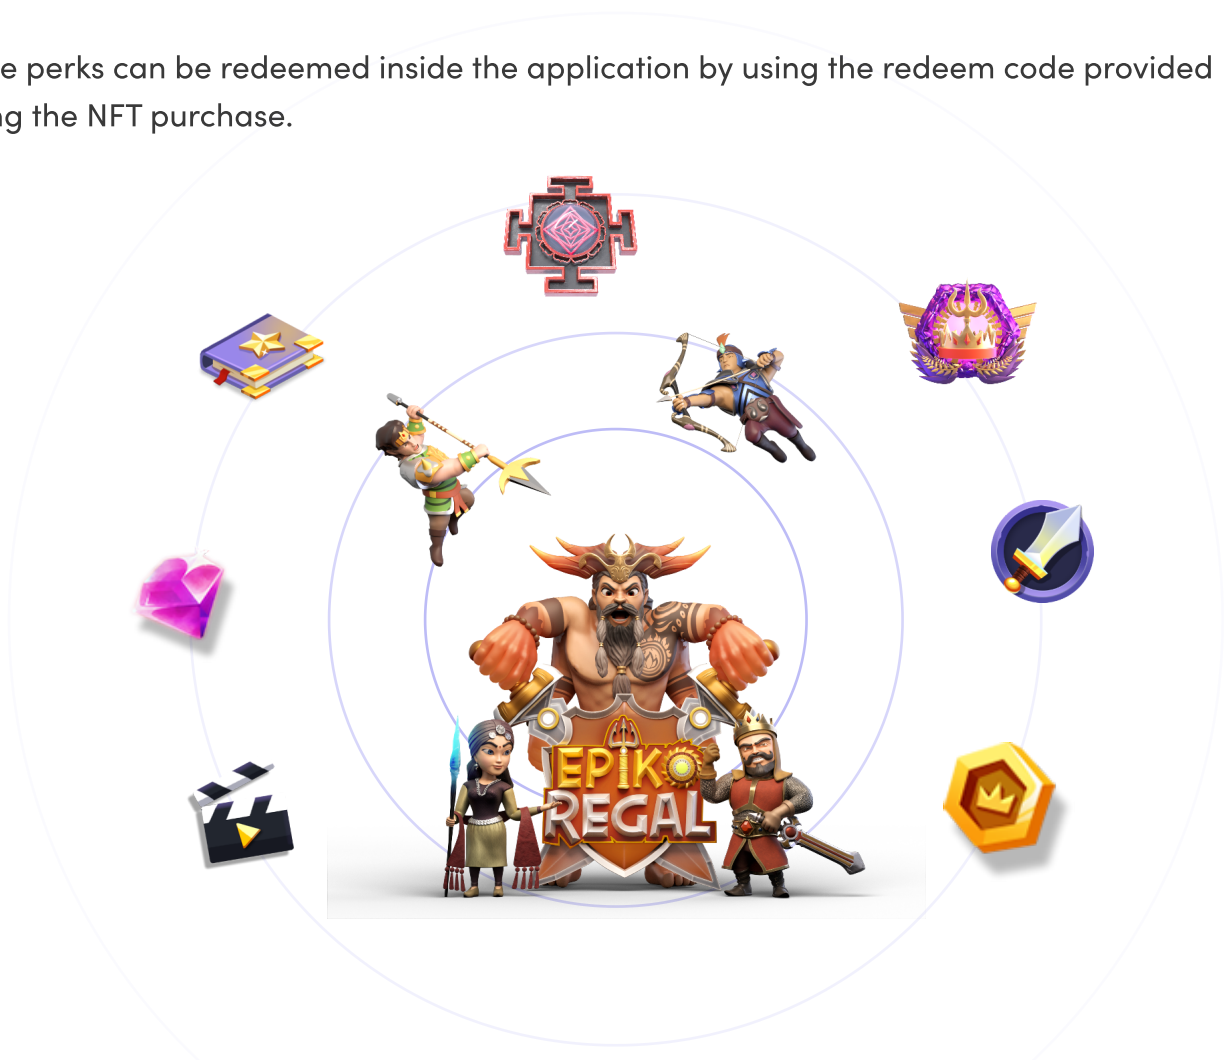 e perks can be redeemed inside the application by using the redeem code provided
the NFT purchase.
EPIKO
REGAL